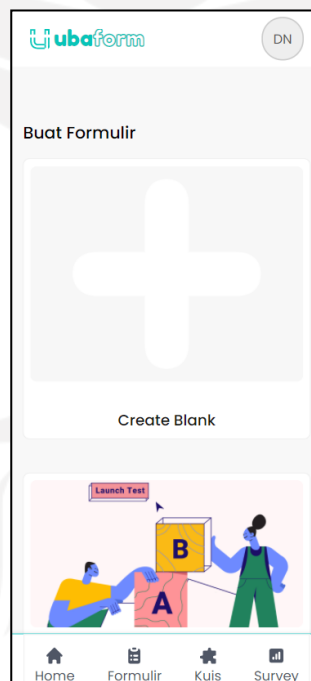 ubaform
DN
Buat Formulir
Create Blank
Launch Test
B
A
Home Formulir Kuis Survey